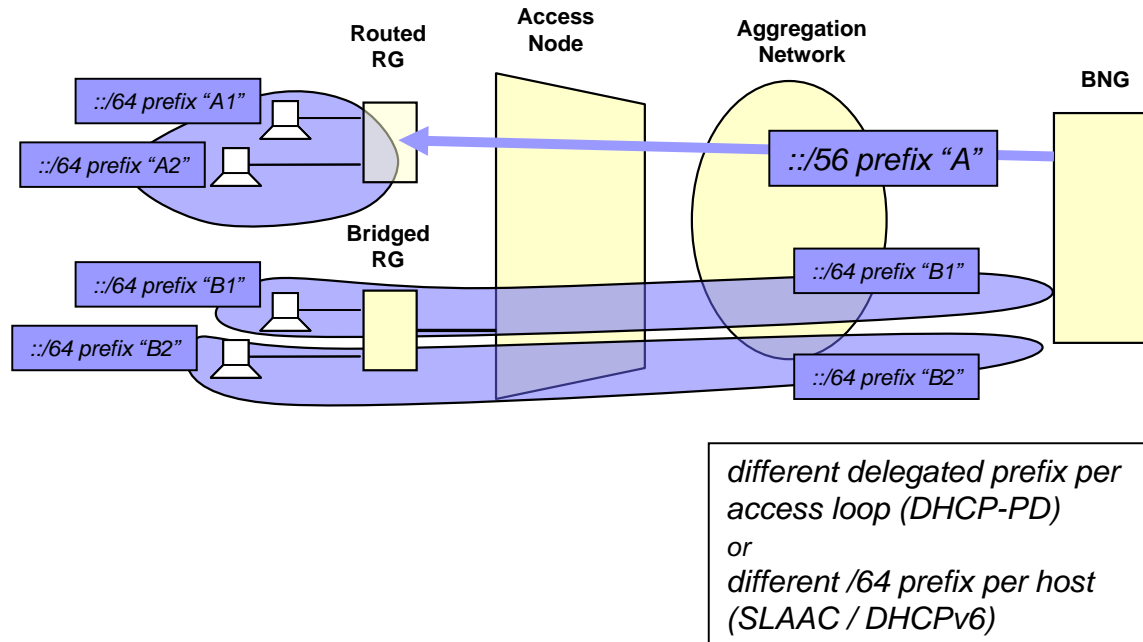 Access
Node
Routed
RG
Aggregation
Network
BNG
::/64 prefix “A1”
::/64 prefix “A2”
::/56 prefix “A”
Bridged
RG
::/64 prefix “B1”
::/64 prefix “B1”
::/64 prefix “B2”
::/64 prefix “B2”
different delegated prefix per
access loop (DHCP-PD)
or
different /64 prefix per host
(SLAAC / DHCPv6)